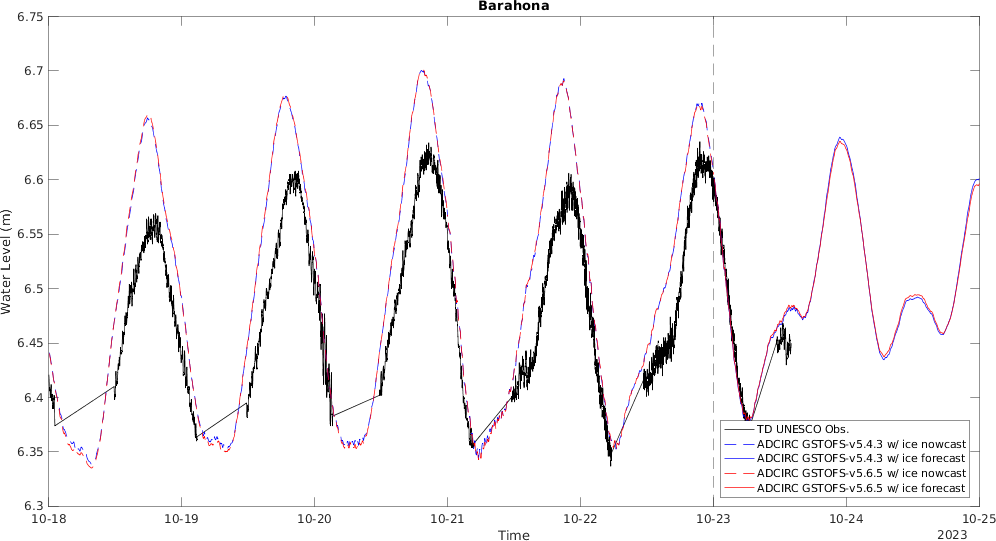 Barahona
6.75
6.7
6.65
6.6
6.55
6.5
6.45
6.4
6.35
6.3
Water Level (m)
10-18
10-19
10-20
10-21
10-22
10-23
10-24
10-25
Time
2023
TD UNESCO Obs.
ADCIRC GSTOFS-v5.4.3 w/ ice nowcast
ADCIRC GSTOFS-v5.4.3 w/ ice forecast
ADCIRC GSTOFS-v5.6.5 w/ ice nowcast
ADCIRC GSTOFS-v5.6.5 w/ ice forecast